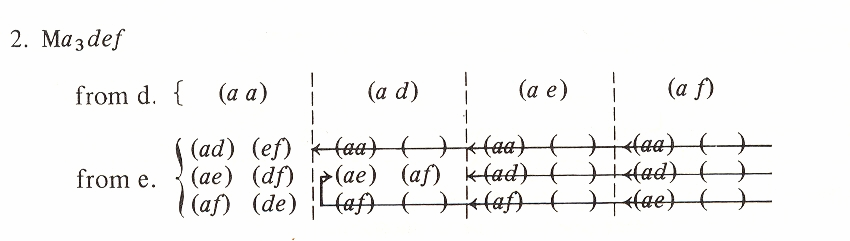 2. Ma₃def
from d. { (a a) (a d) (a e) (a f)
(ad) (ef) (aa) ( ) (aa) ( ) (aa) ( )
from e. (ae) (df) (ae) (af) (ad) ( ) (ad) ( )
(af) (de) (af) ( ) (af) ( ) (ae) ( )